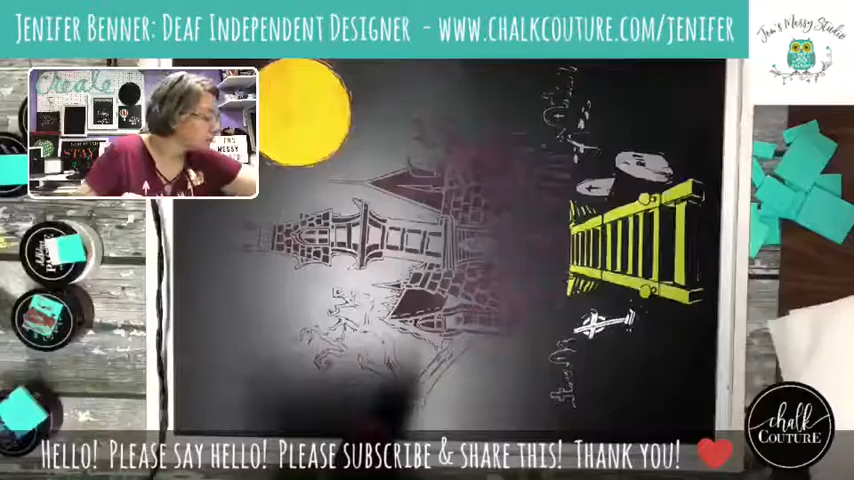 JENIFER BENNER: DEAF INDEPENDENT DESIGNER - WWW.CHALKCOUTURE.COM/JENIFER
Jen's Messy Studio
Create
chalk
COUTURE
HELLO! PLEASE SAY HELLO! PLEASE SUBSCRIBE & SHARE THIS! THANK YOU!